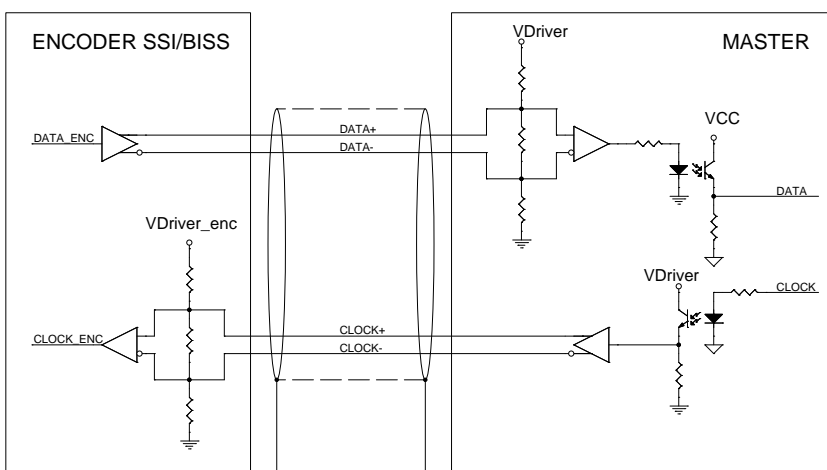 ENCODER SSI/BISS
MASTER
VDriver
VCC
DATA_ENC
DATA+
DATA-
DATA
VDriver_enc
VDriver
CLOCK
CLOCK_ENC
CLOCK+
CLOCK-